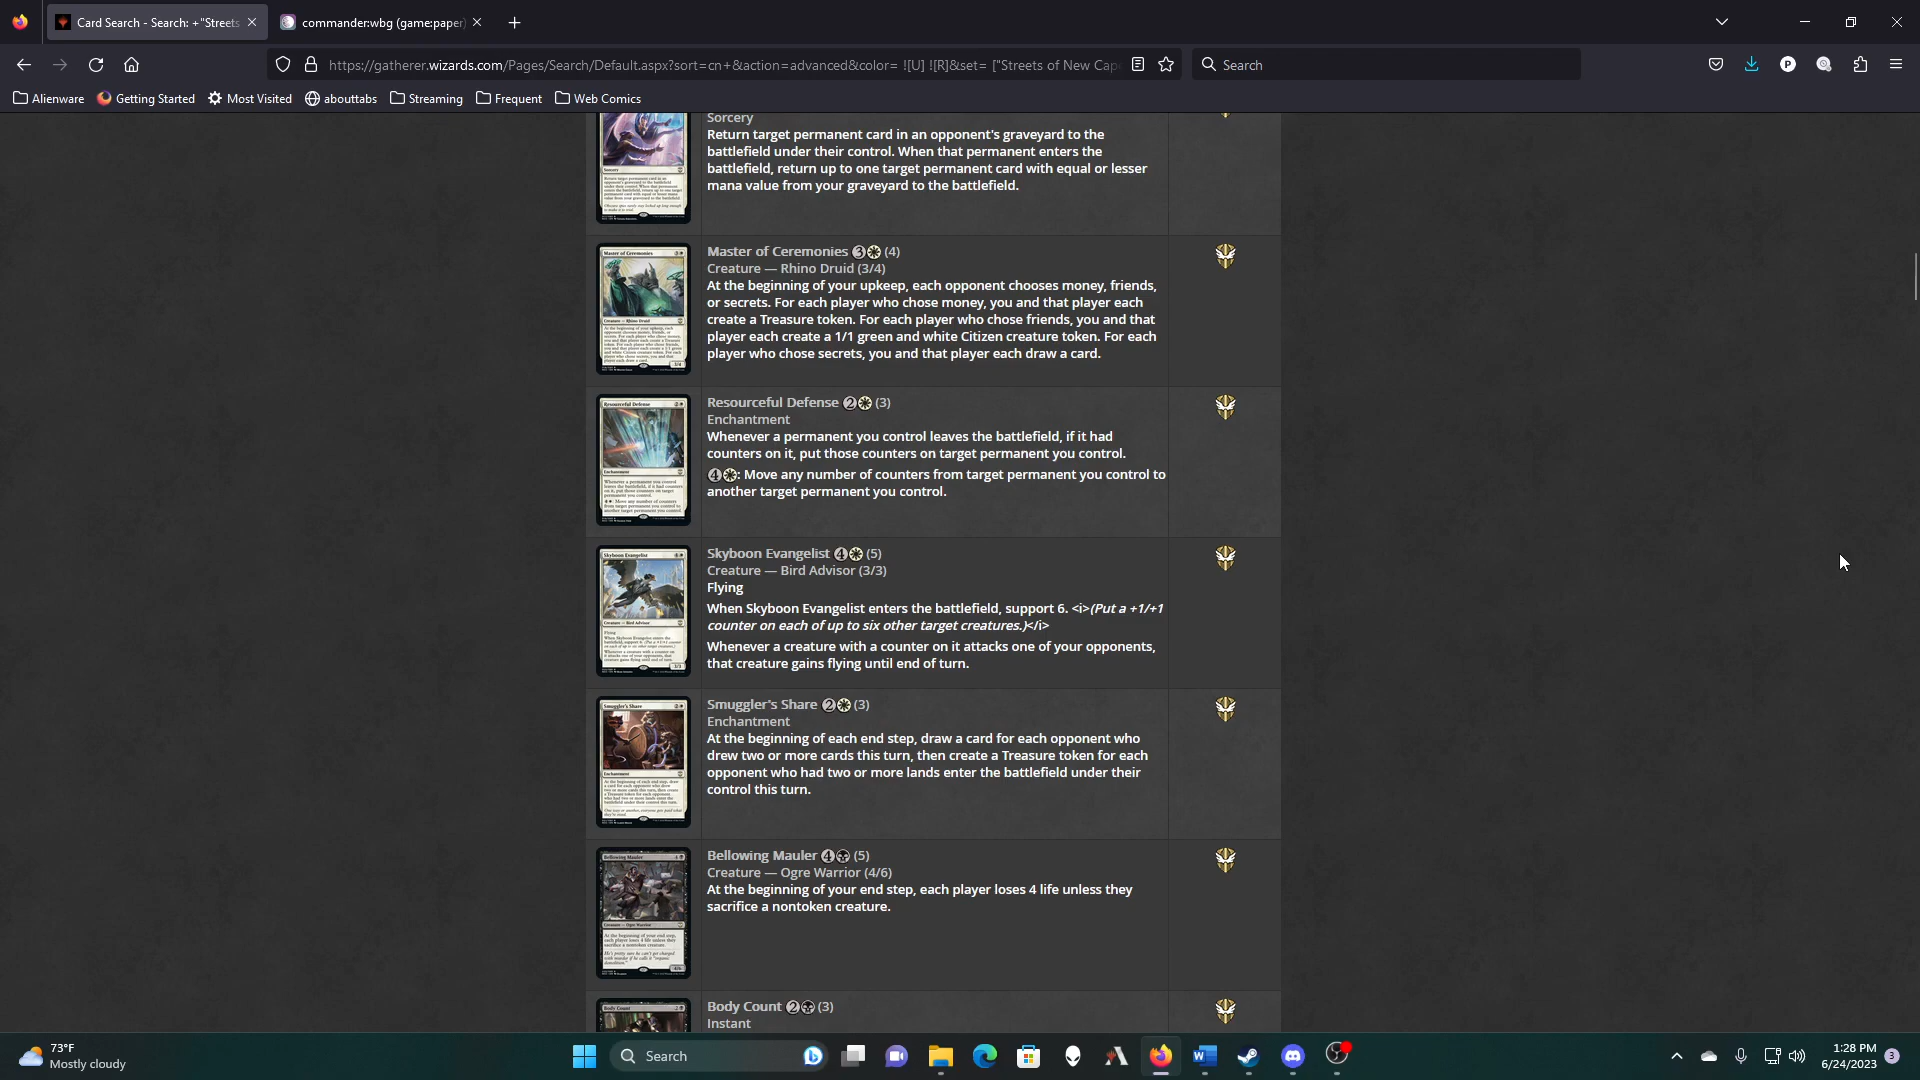 Card Search - Search: +"Streets
commander:wbg (game:paper)
https://gatherer.wizards.com/Pages/Search/Default.aspx?sort=cn+&action=advanced&color= ![U] ![R]&set= ["Streets of New Cap
Search
Alienware
Getting Started
Most Visited
abouttabs
Streaming
Frequent
Web Comics
Sorcery
Return target permanent card in an opponent's graveyard to the
battlefield under their control. When that permanent enters the
battlefield, return up to one target permanent card with equal or lesser
mana value from your graveyard to the battlefield.
Master of Ceremonies 3 (4)
Creature — Rhino Druid (3/4)
At the beginning of your upkeep, each opponent chooses money, friends,
or secrets. For each player who chose money, you and that player each
create a Treasure token. For each player who chose friends, you and that
player each create a 1/1 green and white Citizen creature token. For each
player who chose secrets, you and that player each draw a card.
Resourceful Defense 2 (3)
Enchantment
Whenever a permanent you control leaves the battlefield, if it had
counters on it, put those counters on target permanent you control.
4 : Move any number of counters from target permanent you control to
another target permanent you control.
Skyboon Evangelist 4 (5)
Creature — Bird Advisor (3/3)
Flying
When Skyboon Evangelist enters the battlefield, support 6. <i>(Put a +1/+1
counter on each of up to six other target creatures.)</i>
Whenever a creature with a counter on it attacks one of your opponents,
that creature gains flying until end of turn.
Smuggler's Share 2 (3)
Enchantment
At the beginning of each end step, draw a card for each opponent who
drew two or more cards this turn, then create a Treasure token for each
opponent who had two or more lands enter the battlefield under their
control this turn.
Bellowing Mauler 4 (5)
Creature — Ogre Warrior (4/6)
At the beginning of your end step, each player loses 4 life unless they
sacrifice a nontoken creature.
Body Count 2 (3)
Instant
73°F
Mostly cloudy
Search
1:28 PM
6/24/2023
3